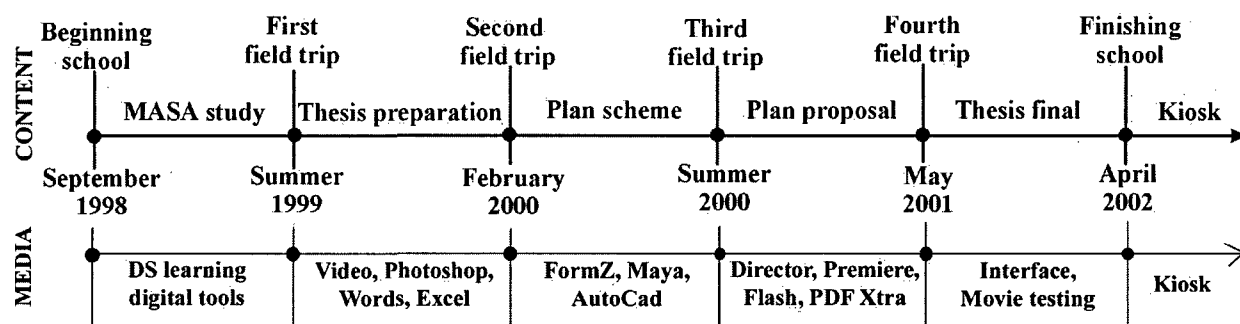 Beginning school
First field trip
Second field trip
Third field trip
Fourth field trip
Finishing school
CONTENT
MASA study
Thesis preparation
Plan scheme
Plan proposal
Thesis final
Kiosk
September 1998
Summer 1999
February 2000
Summer 2000
May 2001
April 2002
MEDIA
DS learning
digital tools
Video, Photoshop,
Words, Excel
FormZ, Maya,
AutoCad
Director, Premiere,
Flash, PDF Xtra
Interface,
Movie testing
Kiosk